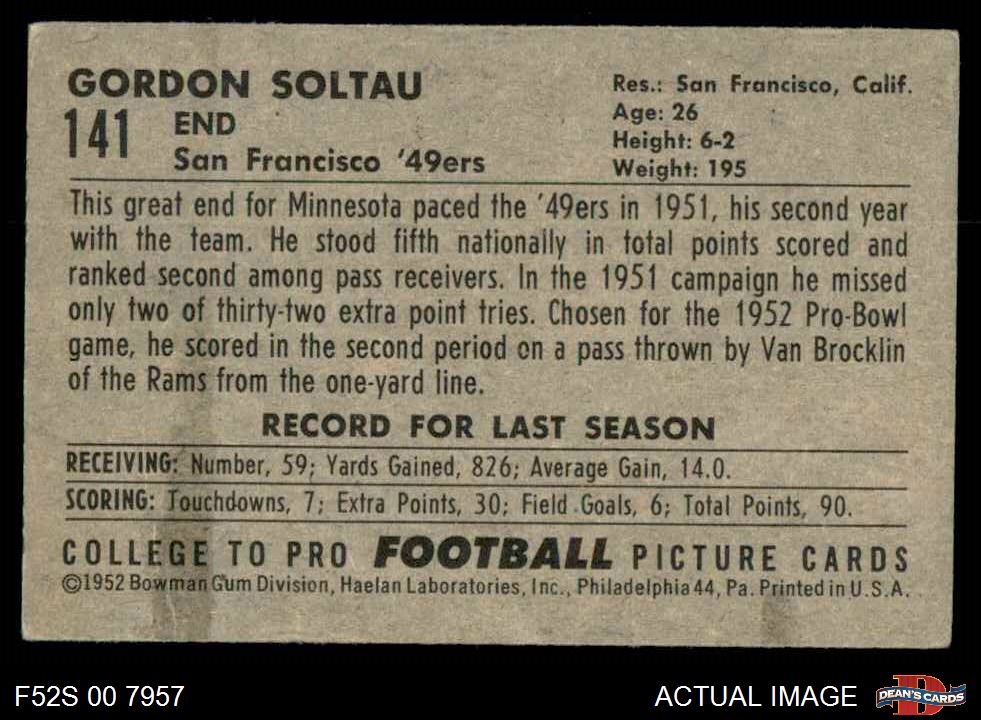 GORDON SOLTAU
141
END
San Francisco '49ers
Res.: San Francisco, Calif.
Age: 26
Height: 6-2
Weight: 195
This great end for Minnesota paced the '49ers in 1951, his second year
with the team. He stood fifth nationally in total points scored and
ranked second among pass receivers. In the 1951 campaign he missed
only two of thirty-two extra point tries. Chosen for the 1952 Pro-Bowl
game, he scored in the second period on a pass thrown by Van Brocklin
of the Rams from the one-yard line.
RECORD FOR LAST SEASON
RECEIVING: Number, 59; Yards Gained, 826; Average Gain, 14.0.
SCORING: Touchdowns, 7; Extra Points, 30; Field Goals, 6; Total Points, 90.
COLLEGE TO PRO FOOTBALL PICTURE CARDS
©1952 Bowman Gum Division, Haelan Laboratories, Inc., Philadelphia 44, Pa. Printed in U.S.A.
F52S 00 7957
ACTUAL IMAGE
DEAN'S CARDS